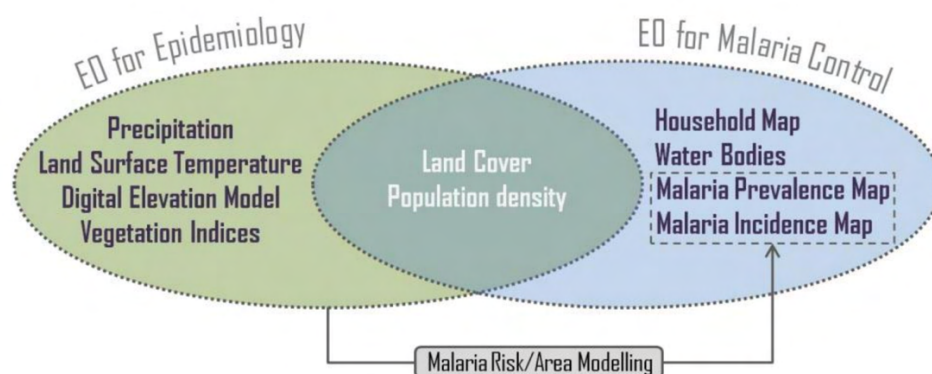 EO for Epidemiology
EO for Malaria Control
Precipitation
Land Surface Temperature
Digital Elevation Model
Vegetation Indices
Land Cover
Population density
Household Map
Water Bodies
Malaria Prevalence Map
Malaria Incidence Map
Malaria Risk/Area Modelling